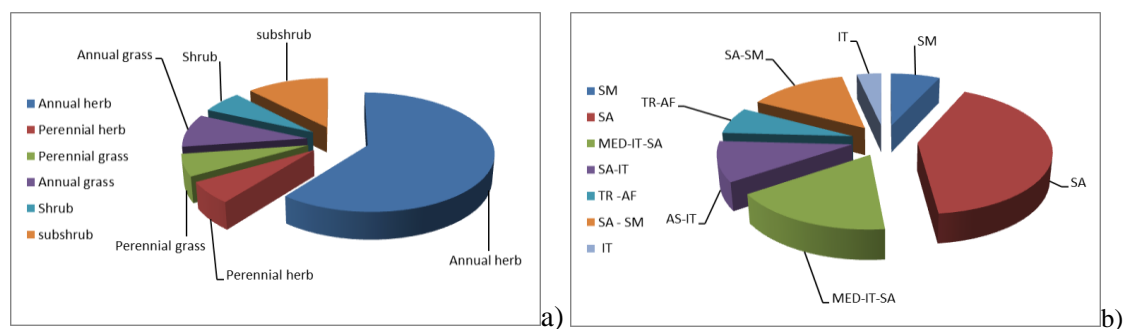 subshrub
Annual grass
Shrub
Annual herb
Perennial herb
Perennial grass
Annual grass
Shrub
subshrub
Perennial grass
Perennial herb
Annual herb
a)
IT
SM
SA-SM
TR-AF
SM
SA
MED-IT-SA
SA-IT
TR -AF
SA - SM
IT
SA
AS-IT
MED-IT-SA
b)